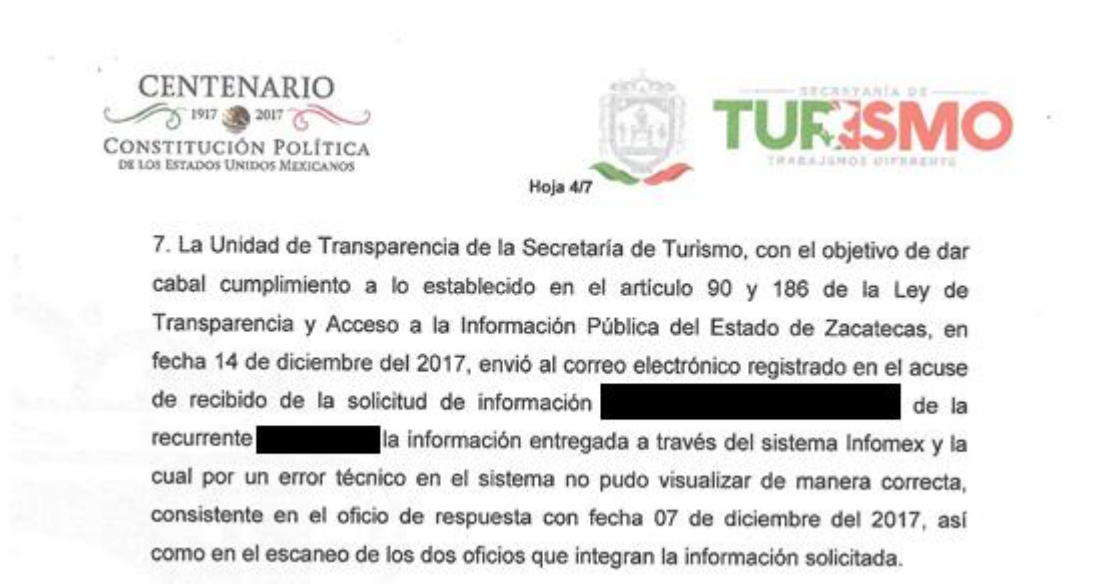 CENTENARIO
1917 2017
CONSTITUCIÓN POLÍTICA
DE LOS ESTADOS UNIDOS MEXICANOS
SECRETARÍA DE
TURISMO
TRABAJEMOS DIFERENTE
Hoja 4/7
7. La Unidad de Transparencia de la Secretaría de Turismo, con el objetivo de dar
cabal cumplimiento a lo establecido en el artículo 90 y 186 de la Ley de
Transparencia y Acceso a la Información Pública del Estado de Zacatecas, en
fecha 14 de diciembre del 2017, envió al correo electrónico registrado en el acuse
de recibido de la solicitud de información de la
recurrente la información entregada a través del sistema Infomex y la
cual por un error técnico en el sistema no pudo visualizar de manera correcta,
consistente en el oficio de respuesta con fecha 07 de diciembre del 2017, así
como en el escaneo de los dos oficios que integran la información solicitada.